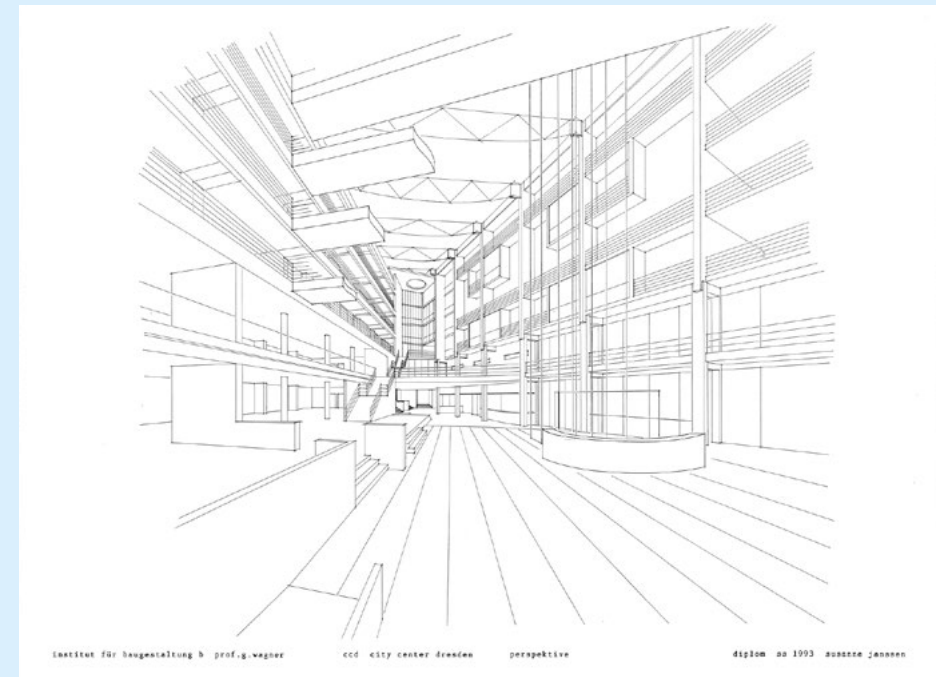 institut für baugestaltung b prof.g.wagner ccd city center dresden perspektive diplom ss 1993 susanne janssen